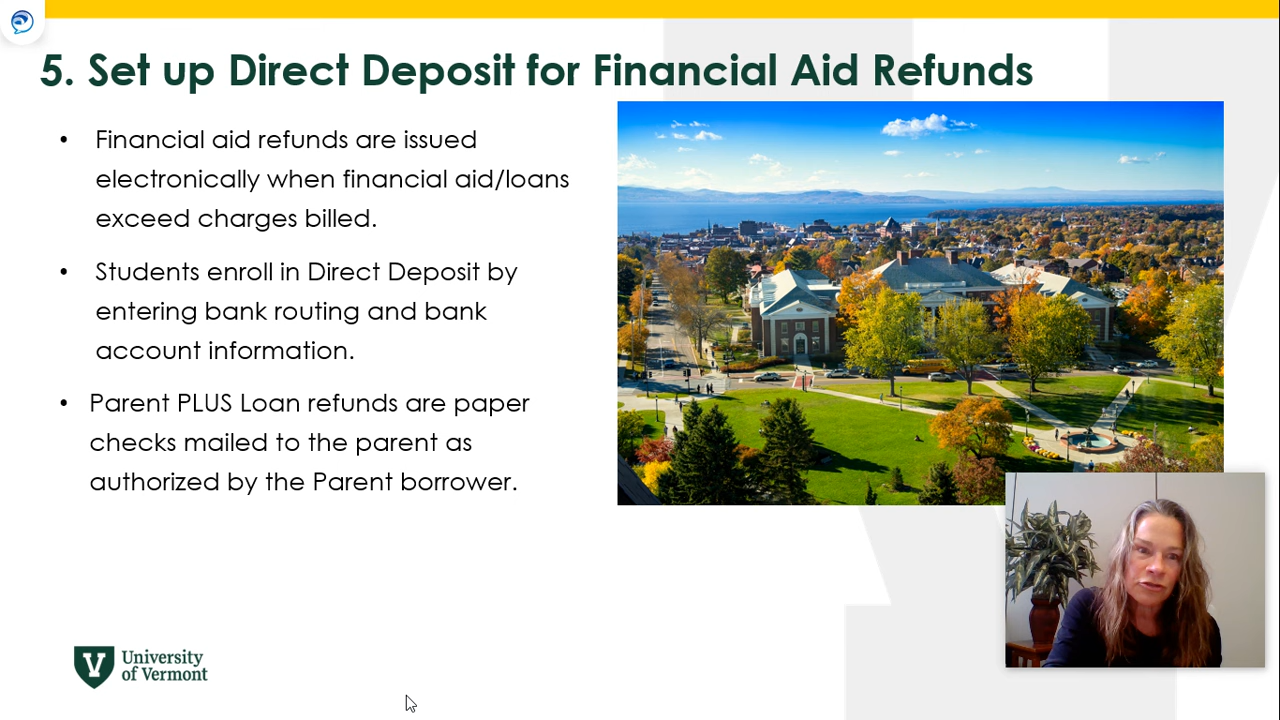 5. Set up Direct Deposit for Financial Aid Refunds
• Financial aid refunds are issued
electronically when financial aid/loans
exceed charges billed.
• Students enroll in Direct Deposit by
entering bank routing and bank
account information.
• Parent PLUS Loan refunds are paper
checks mailed to the parent as
authorized by the Parent borrower.
University
of Vermont